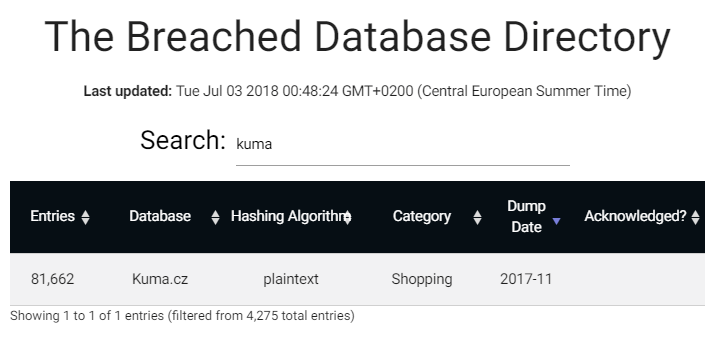 The Breached Database Directory
Last updated: Tue Jul 03 2018 00:48:24 GMT+0200 (Central European Summer Time)
Search: kuma
Entries Database Hashing Algorithm Category Dump Date Acknowledged?
81,662 Kuma.cz plaintext Shopping 2017-11
Showing 1 to 1 of 1 entries (filtered from 4,275 total entries)